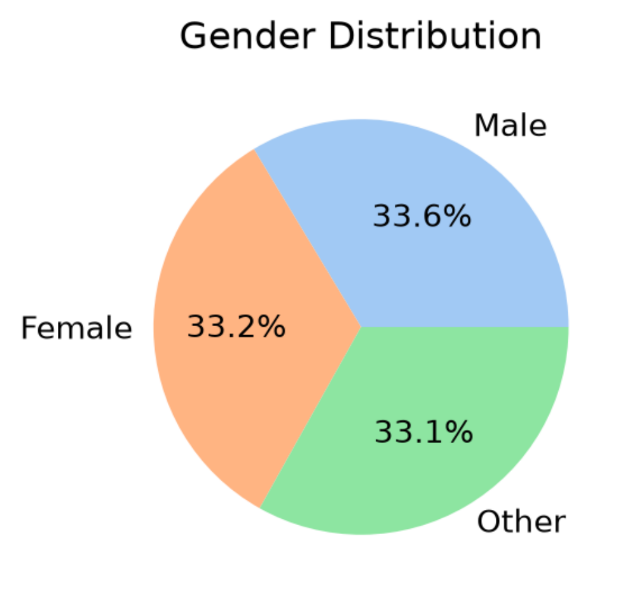 Gender Distribution
Male
33.6%
Female
33.2%
33.1%
Other